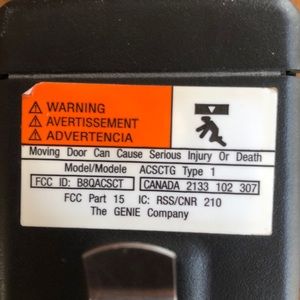 WARNING
AVERTISSEMENT
ADVERTENCIA
Moving Door Can Cause Serious Injury Or Death
Model/Modele ACSCTG Type 1
FCC ID: B8QACSCT CANADA 2133 102 307
FCC Part 15 IC: RSS/CNR 210
The GENIE Company